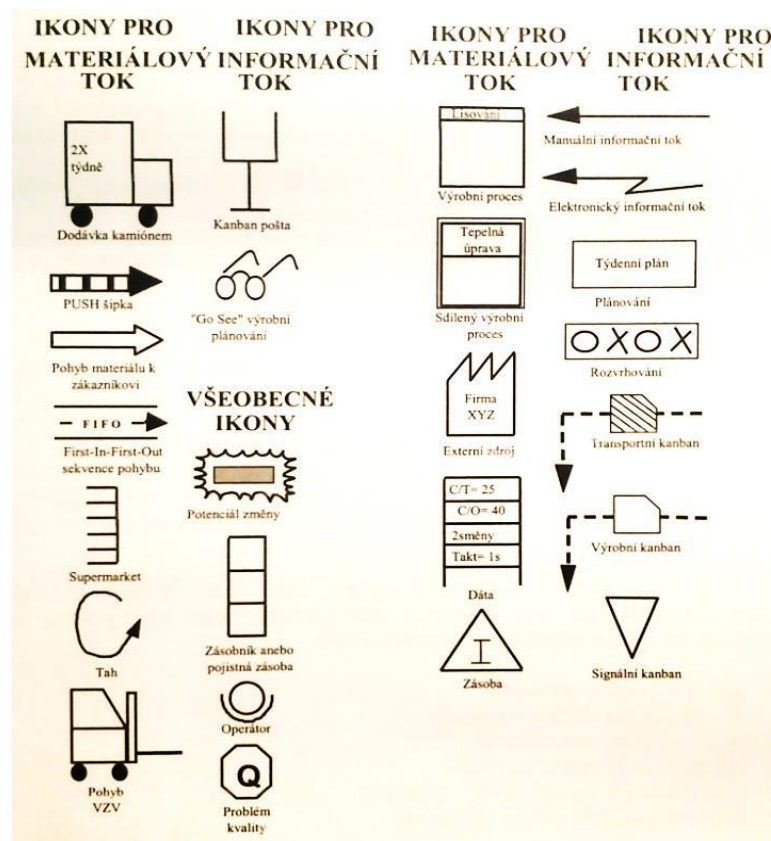 IKONY PRO
MATERIÁLOVÝ
TOK
2X
týdně
Dodávka kamiónem
PUSH šipka
Pohyb materiálu k
zákazníkovi
FIFO
First-In-First-Out
sekvence pohybu
Supermarket
Tah
Pohyb
VZV
IKONY PRO
INFORMAČNÍ
TOK
Kanban pošta
"Go See" výrobní
plánování
VŠEOBECNÉ
IKONY
Potenciál změny
Zásobník anebo
pojistná zásoba
Operátor
Q
Problém
kvality
IKONY PRO
MATERIÁLOVÝ
TOK
Lisování
Výrobní proces
Tepelná
úprava
Sdílený výrobní
proces
Firma
XYZ
Externí zdroj
C/T= 25
C/O= 40
2směny
Takt= 1s
Dáta
I
Zásoba
IKONY PRO
INFORMAČNÍ
TOK
Manuální informační tok
Elektronický informační tok
Týdenní plán
Plánování
OXOX
Rozvrhování
Transportní kanban
Výrobní kanban
Signální kanban